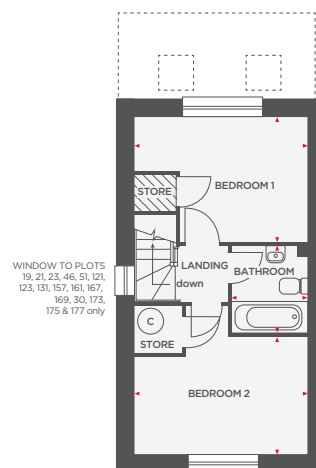 BEDROOM 1
STORE
LANDING
BATHROOM
down
WINDOW TO PLOTS
19, 21, 23, 46, 51, 121,
123, 131, 157, 161, 167,
169, 30, 173,
175 & 177 only
C
STORE
BEDROOM 2